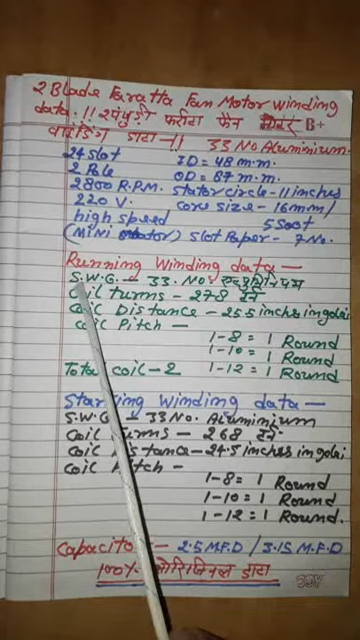 2 Blade Faratta Fan Motor Winding
data. !! 2 पंखुड़ी फर्राटा फैन B+
वाइंडिंग डाटा -!! 33 No Aluminium.
24 Slot ID = 48 m.m.
2 Pole OD = 87 m.m.
2800 R.P.M. Stator circle - 11 inches
220 V. Core size - 16mm/
high speed 5 Soot
(Mini Motor) Slot Paper - 7 No.
Running Winding data —
S.W.G. - 33. No
Coil turns - 278 टर्न
Coil Distance - 25.5 inches in golai
Coil Pitch -
1-8 = 1 Round
1-10 = 1 Round
Total coil - 2 1-12 = 1 Round
Starting Winding data —
S.W.G. - 33 No. Aluminium
Coil turns - 268 टर्न
Coil Distance - 24.5 inches in golai
Coil Pitch -
1-8 = 1 Round
1-10 = 1 Round
1-12 = 1 Round.
Capacitor - 2.5 M.F.D / 3.15 M.F.D
100% ओरिजिनल डाटा